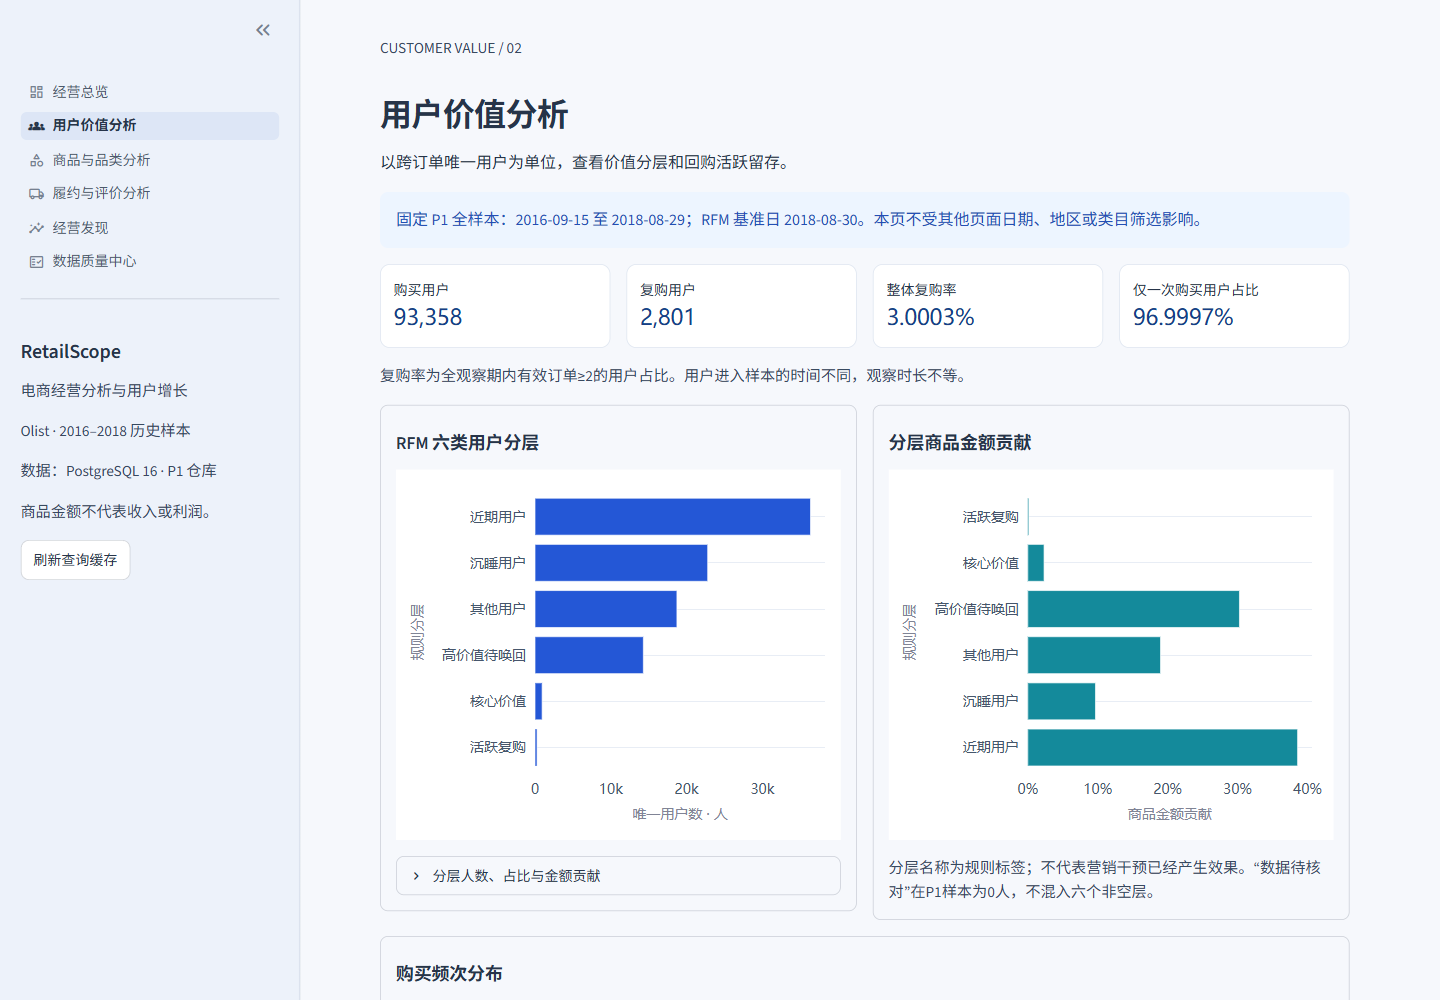 经营总览
用户价值分析
商品与品类分析
履约与评价分析
经营发现
数据质量中心
RetailScope
电商经营分析与用户增长
Olist · 2016–2018 历史样本
数据：PostgreSQL 16 · P1 仓库
商品金额不代表收入或利润。
刷新查询缓存
CUSTOMER VALUE / 02
用户价值分析
以跨订单唯一用户为单位，查看价值分层和回购活跃留存。
固定 P1 全样本：2016-09-15 至 2018-08-29；RFM 基准日 2018-08-30。本页不受其他页面日期、地区或类目筛选影响。
购买用户
93,358
复购用户
2,801
整体复购率
3.0003%
仅一次购买用户占比
96.9997%
复购率为全观察期内有效订单≥2的用户占比。用户进入样本的时间不同，观察时长不等。
RFM 六类用户分层
规则分层
近期用户
沉睡用户
其他用户
高价值待唤回
核心价值
活跃复购
0 10k 20k 30k
唯一用户数 · 人
分层人数、占比与金额贡献
分层商品金额贡献
规则分层
活跃复购
核心价值
高价值待唤回
其他用户
沉睡用户
近期用户
0% 10% 20% 30% 40%
商品金额贡献
分层名称为规则标签；不代表营销干预已经产生效果。“数据待核
对”在P1样本为0人，不混入六个非空层。
购买频次分布